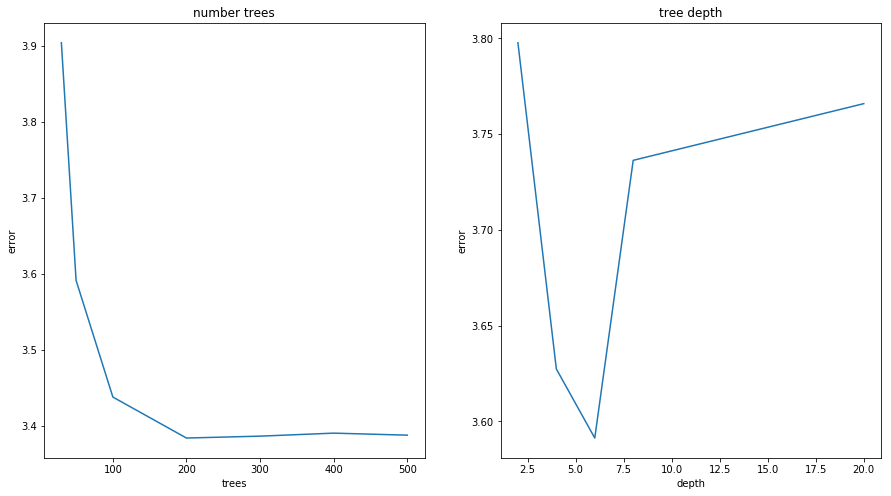 number trees
3.9
3.8
3.7
3.6
3.5
3.4
error
100 200 300 400 500
trees
tree depth
3.80
3.75
3.70
3.65
3.60
error
2.5 5.0 7.5 10.0 12.5 15.0 17.5 20.0
depth